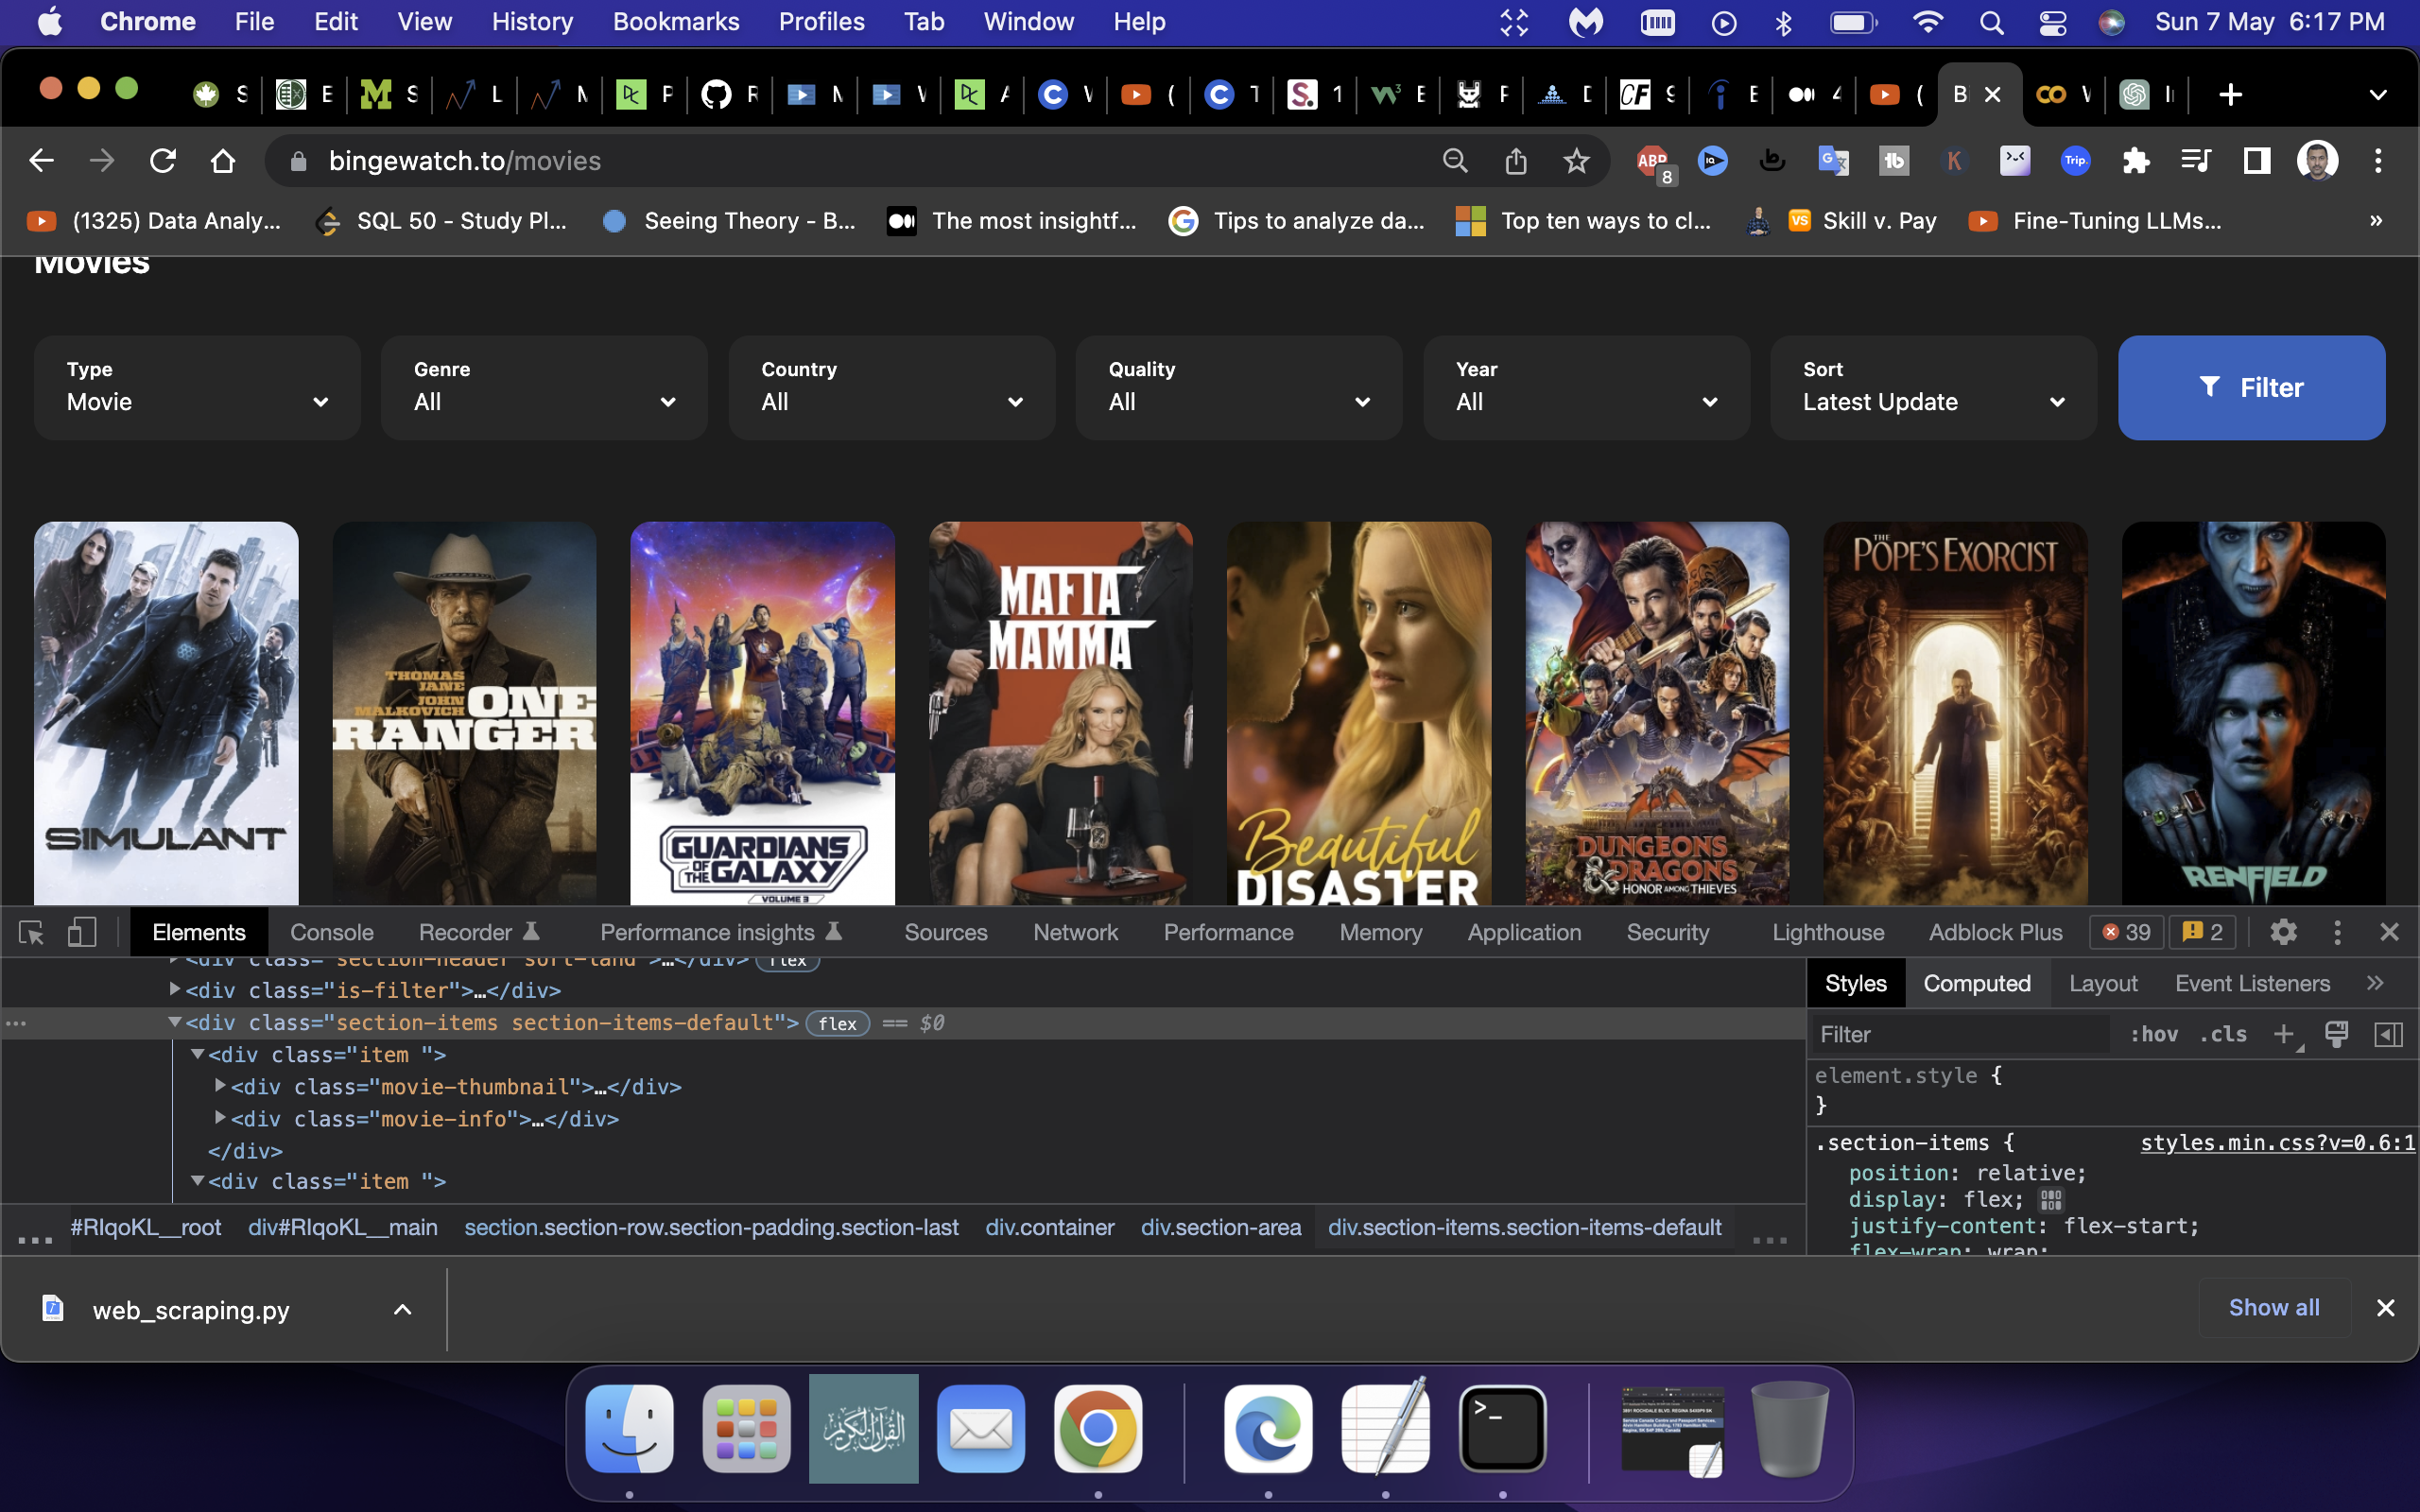 Chrome File Edit View History Bookmarks Profiles Tab Window Help Sun 7 May 6:17 PM
bingewatch.to/movies
(1325) Data Analy... SQL 50 - Study Pl... Seeing Theory - B... The most insightf... Tips to analyze da... Top ten ways to cl... Skill v. Pay Fine-Tuning LLMs... »
Movies
Type Genre Country Quality Year Sort
Movie All All All All Latest Update Filter
SIMULANT
THOMAS JANE
JOHN MALKOVICH
ONE RANGER
GUARDIANS OF THE GALAXY
VOLUME 3
MAFIA MAMMA
Beautiful DISASTER
DUNGEONS & DRAGONS
HONOR AMONG THIEVES
THE POPE'S EXORCIST
RENFIELD
Elements Console Recorder Performance insights Sources Network Performance Memory Application Security Lighthouse Adblock Plus 39 2
<div class="section-header sort-land">…</div> flex
<div class="is-filter">…</div>
<div class="section-items section-items-default"> flex == $0
<div class="item ">
<div class="movie-thumbnail">…</div>
<div class="movie-info">…</div>
</div>
<div class="item ">
... #RIqoKL__root div#RIqoKL__main section.section-row.section-padding.section-last div.container div.section-area div.section-items.section-items-default ...
Styles Computed Layout Event Listeners »
Filter :hov .cls +
element.style {
}
.section-items { styles.min.css?v=0.6:1
position: relative;
display: flex;
justify-content: flex-start;
flex-wrap: wrap;
web_scraping.py Show all
القرآن الكريم